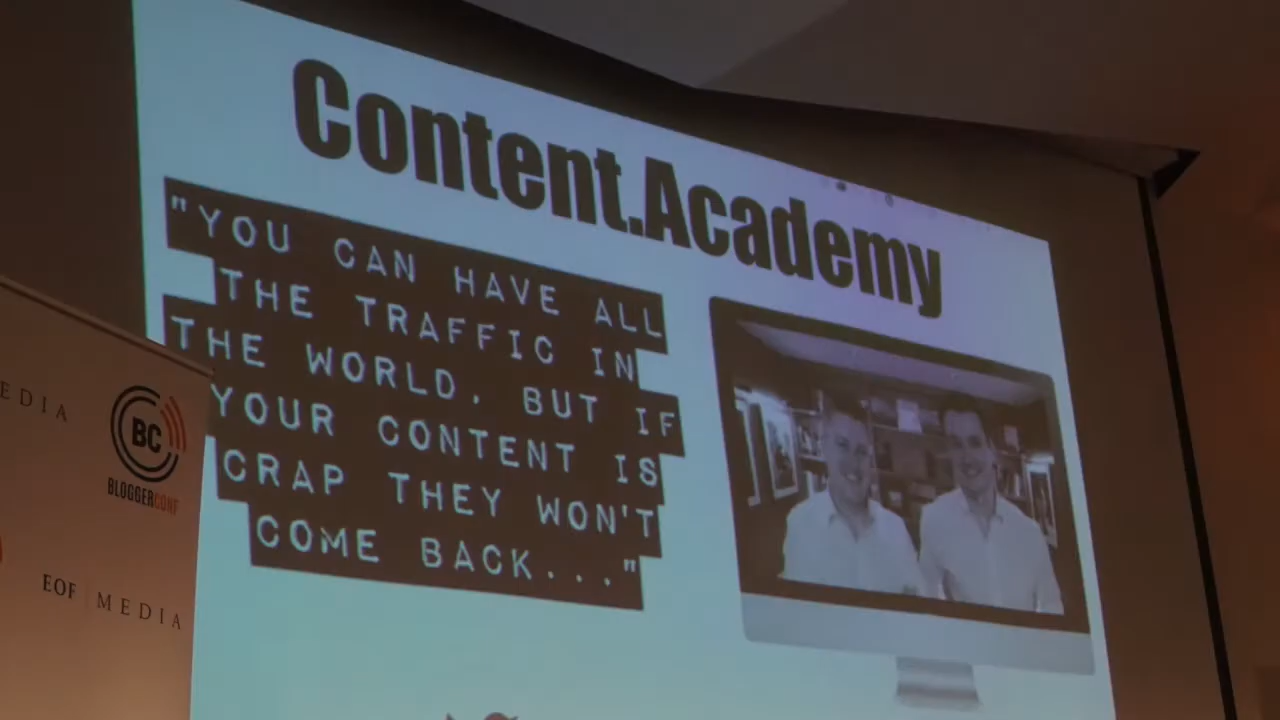 Content.Academy
"YOU CAN HAVE ALL
THE TRAFFIC IN
THE WORLD, BUT IF
YOUR CONTENT IS
CRAP THEY WON'T
COME BACK..."
EDIA
BC
BLOGGERCONF
EOF | MEDIA